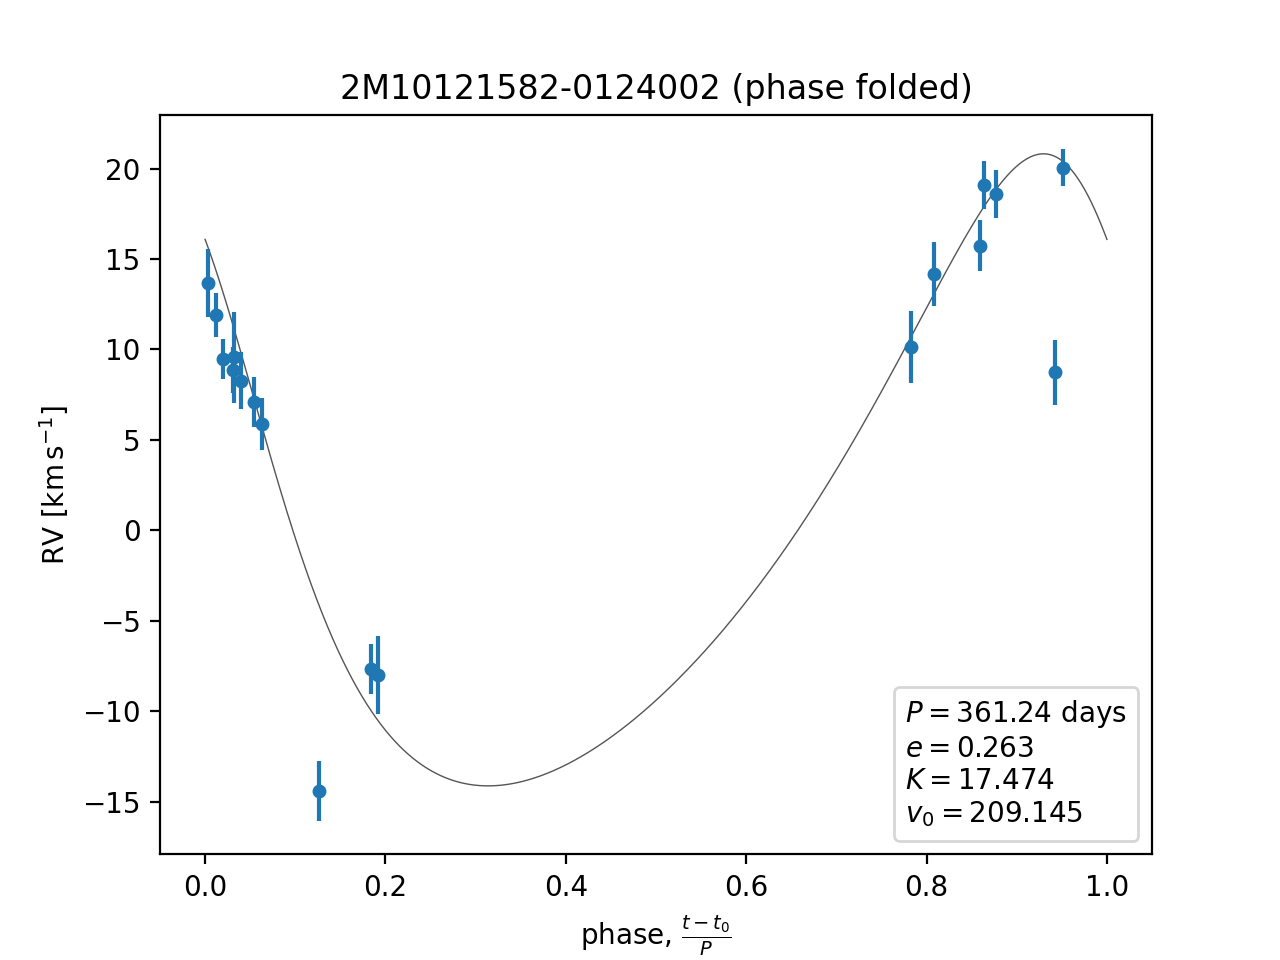 2M10121582-0124002 (phase folded)
RV [km s⁻¹]
20
15
10
5
0
−5
−10
−15
0.0 0.2 0.4 0.6 0.8 1.0
phase, (t − t₀)/P
P = 361.24 days
e = 0.263
K = 17.474
v₀ = 209.145